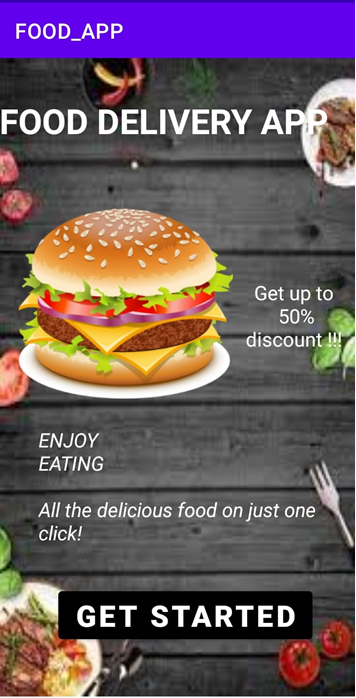 FOOD_APP
FOOD DELIVERY APP
Get up to
50%
discount !!!
ENJOY
EATING
All the delicious food on just one
click!
GET STARTED